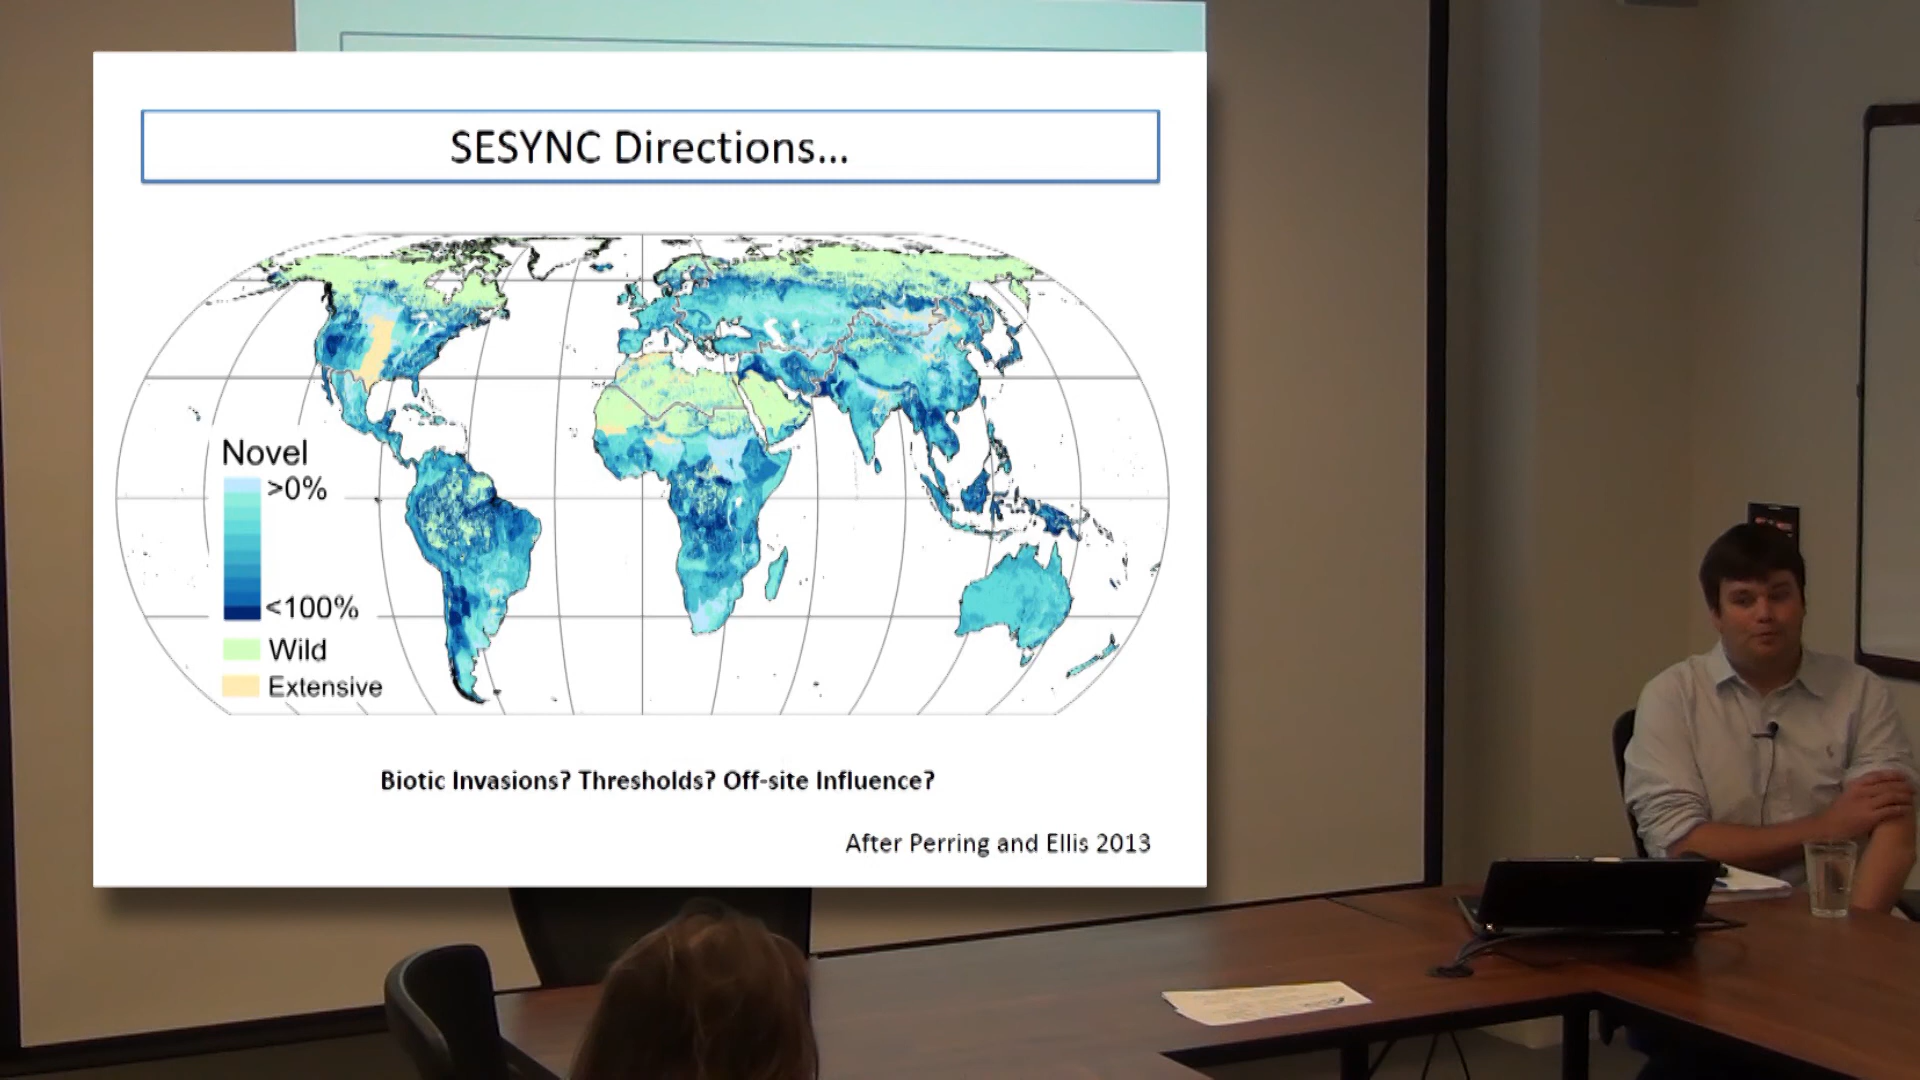 SESYNC Directions...
Novel
>0%
<100%
Wild
Extensive
Biotic Invasions? Thresholds? Off-site Influence?
After Perring and Ellis 2013